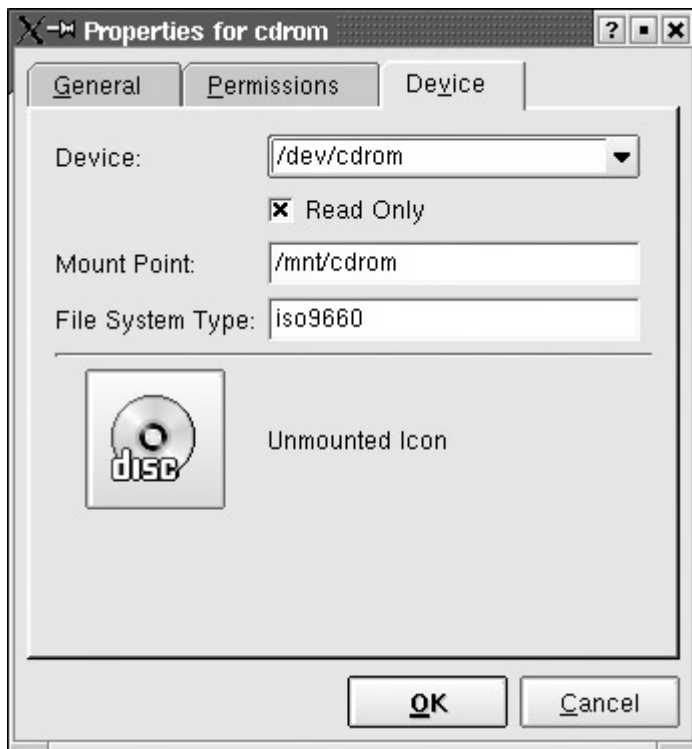 Properties for cdrom ?
General Permissions Device
Device: /dev/cdrom
Read Only
Mount Point: /mnt/cdrom
File System Type: iso9660
disc
Unmounted Icon
OK Cancel